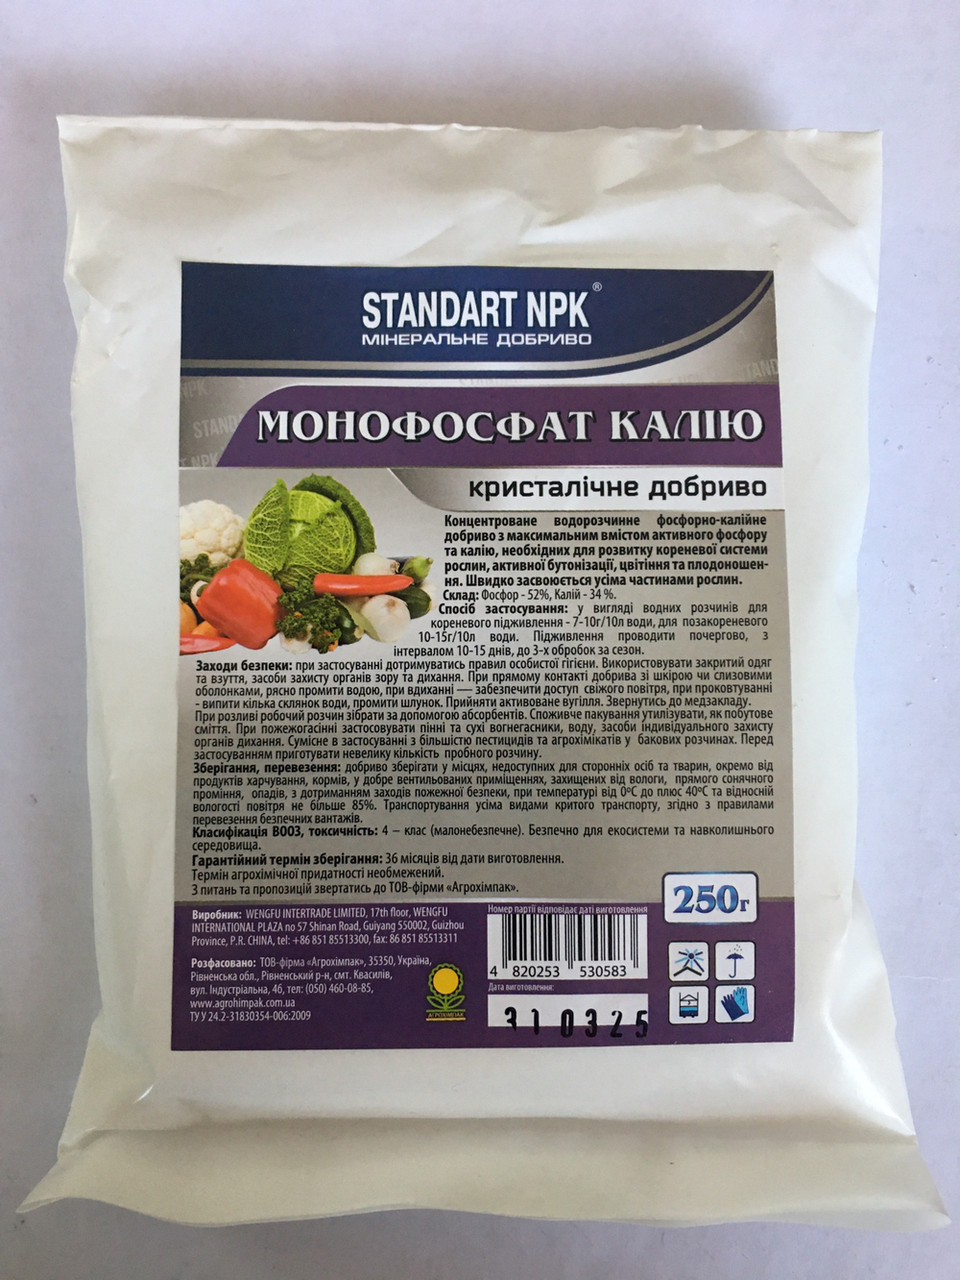 STANDART NPK®
МІНЕРАЛЬНЕ ДОБРИВО
МОНОФОСФАТ КАЛІЮ
кристалічне добриво
Концентроване водорозчинне фосфорно-калійне
добриво з максимальним вмістом активного фосфору
та калію, необхідних для розвитку кореневої системи
рослин, активної бутонізації, цвітіння та плодоношен-
ня. Швидко засвоюється усіма частинами рослин.
Склад: Фосфор - 52%, Калій - 34 %.
Спосіб застосування: у вигляді водних розчинів для
кореневого підживлення - 7-10г/10л води, для позакореневого
10-15г/10л води. Підживлення проводити почергово, з
інтервалом 10-15 днів, до 3-х обробок за сезон.
Заходи безпеки: при застосуванні дотримуватись правил особистої гігієни. Використовувати закритий одяг
та взуття, засоби захисту органів зору та дихання. При прямому контакті добрива зі шкірою чи слизовими
оболонками, рясно промити водою, при вдиханні — забезпечити доступ свіжого повітря, при проковтуванні
- випити кілька склянок води, промити шлунок. Прийняти активоване вугілля. Звернутись до медзакладу.
При розливі робочий розчин зібрати за допомогою абсорбентів. Споживче пакування утилізувати, як побутове
сміття. При пожежогасінні застосовувати пінні та сухі вогнегасники, воду, засоби індивідуального захисту
органів дихання. Сумісне в застосуванні з більшістю пестицидів та агрохімікатів у бакових розчинах. Перед
застосуванням приготувати невелику кількість пробного розчину.
Зберігання, перевезення: добриво зберігати у місцях, недоступних для сторонніх осіб та тварин, окремо від
продуктів харчування, кормів, у добре вентильованих приміщеннях, захищених від вологи, прямого сонячного
проміння, опадів, з дотриманням заходів пожежної безпеки, при температурі від 0ºС до плюс 40ºС та відносній
вологості повітря не більше 85%. Транспортування усіма видами критого транспорту, згідно з правилами
перевезення безпечних вантажів.
Класифікація ВООЗ, токсичність: 4 – клас (малонебезпечне). Безпечно для екосистеми та навколишнього
середовища.
Гарантійний термін зберігання: 36 місяців від дати виготовлення.
Термін агрохімічної придатності необмежений.
З питань та пропозицій звертатись до ТОВ-фірми «Агрохімпак».
250г
Виробник: WENGFU INTERTRADE LIMITED, 17th floor, WENGFU
INTERNATIONAL PLAZA no 57 Shinan Road, Guiyang 550002, Guizhou
Province, P.R. CHINA, tel: +86 851 85513300, fax: 86 851 85513311
Розфасовано: ТОВ-фірма «Агрохімпак», 35350, Україна,
Рівненська обл., Рівненський р-н, смт. Квасилів,
вул. Індустріальна, 4б, тел: (050) 460-08-85,
www.agrohimpak.com.ua
ТУ У 24.2-31830354-006:2009
АГРОХІМПАК
Номер партії відповідає даті виготовлення
4 820253 530583
Дата виготовлення:
310325